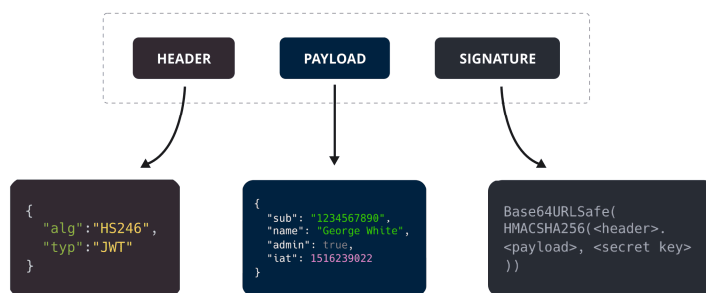 HEADER
PAYLOAD
SIGNATURE
{
"alg":"HS246",
"typ":"JWT"
}
{
"sub": "1234567890",
"name": "George White",
"admin": true,
"iat": 1516239022
}
Base64URLSafe(
HMACSHA256(<header>.
<payload>, <secret key>
))